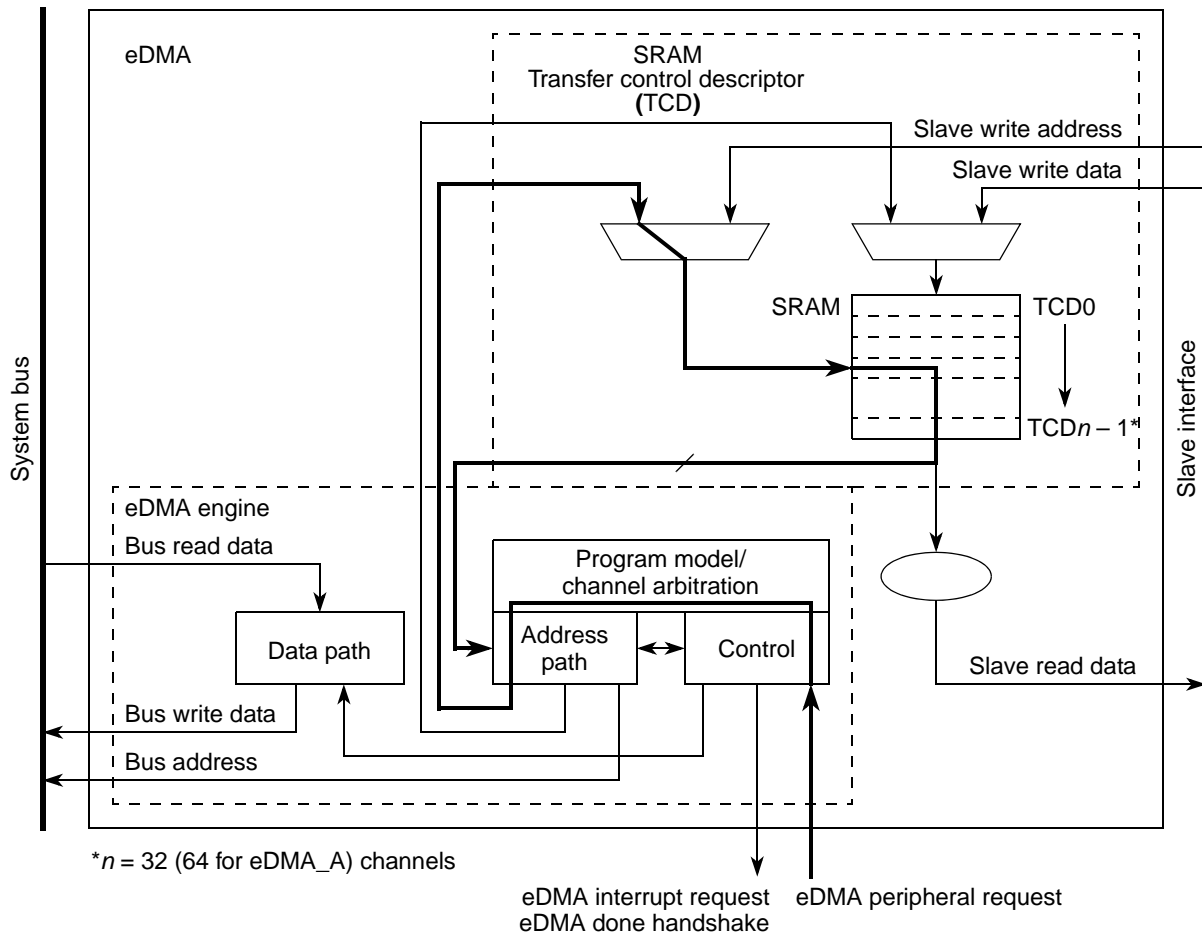 eDMA
SRAM
Transfer control descriptor
(TCD)
Slave write address
Slave write data
SRAM
TCD0
TCDn – 1*
System bus
Slave interface
eDMA engine
Bus read data
Program model/
channel arbitration
Data path
Address
path
Control
Slave read data
Bus write data
Bus address
*n = 32 (64 for eDMA_A) channels
eDMA interrupt request
eDMA done handshake
eDMA peripheral request